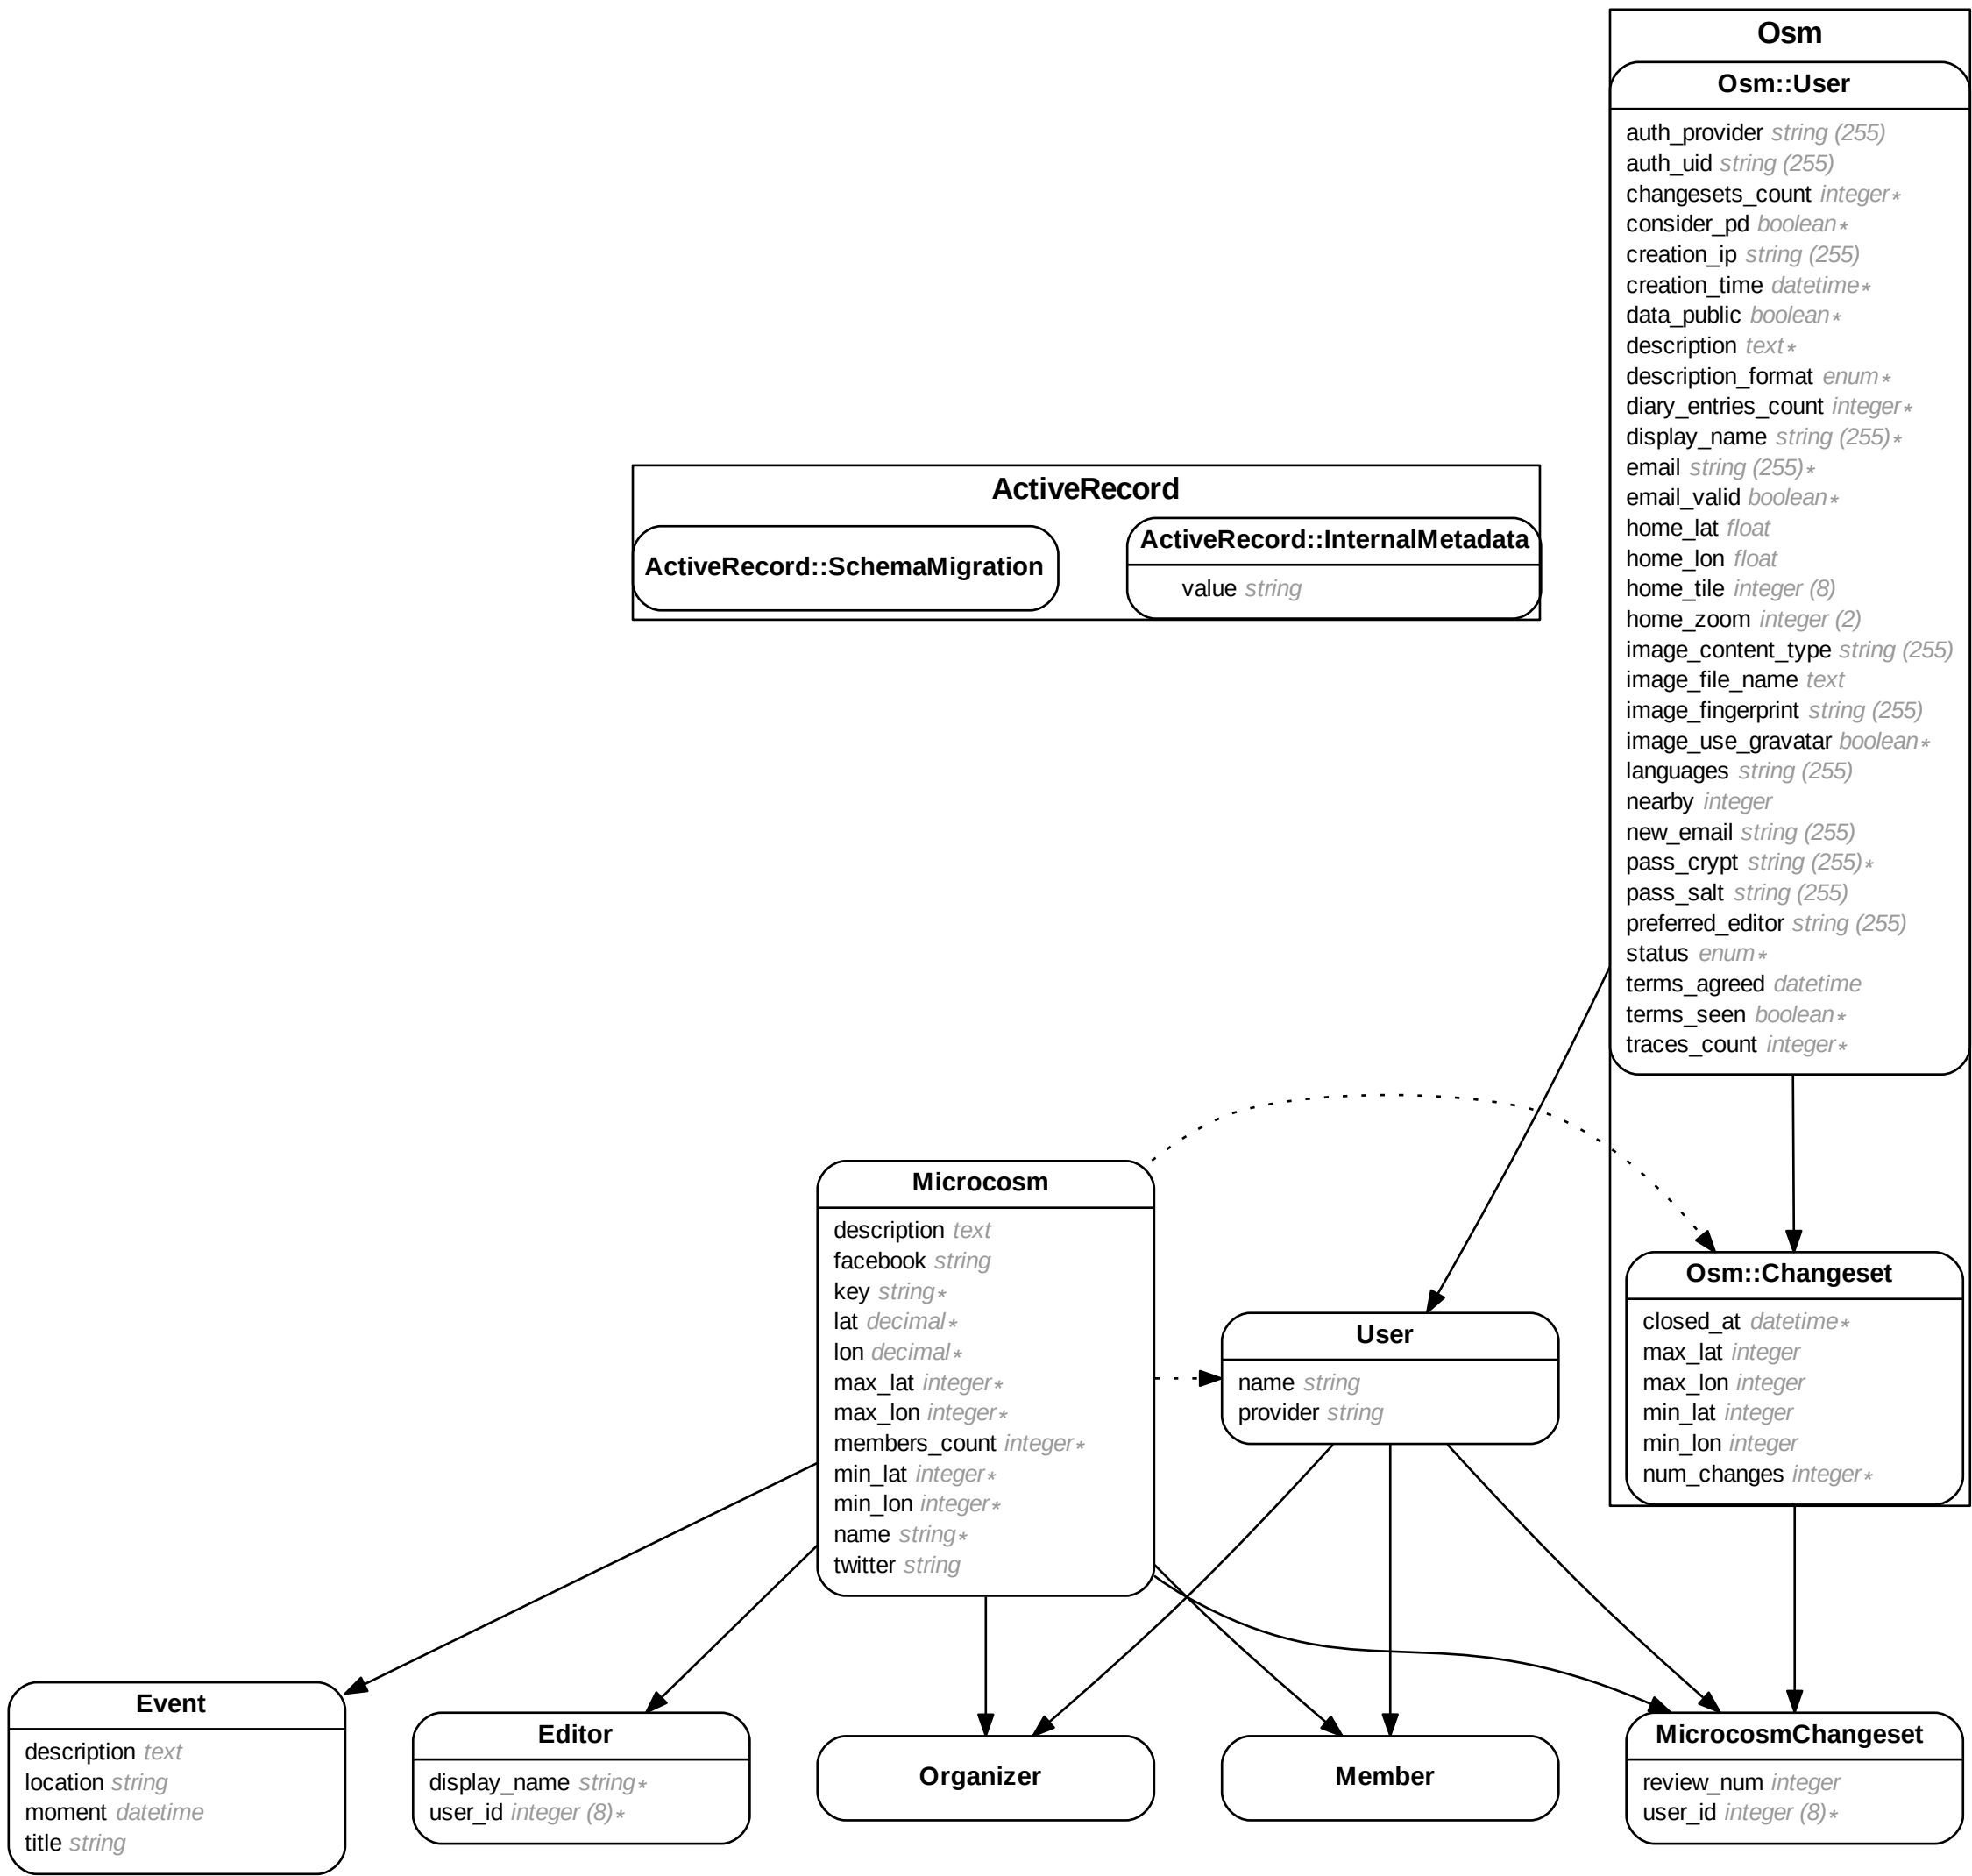 Osm
Osm::User
auth_provider string (255)
auth_uid string (255)
changesets_count integer∗
consider_pd boolean∗
creation_ip string (255)
creation_time datetime∗
data_public boolean∗
description text∗
description_format enum∗
diary_entries_count integer∗
display_name string (255)∗
email string (255)∗
email_valid boolean∗
home_lat float
home_lon float
home_tile integer (8)
home_zoom integer (2)
image_content_type string (255)
image_file_name text
image_fingerprint string (255)
image_use_gravatar boolean∗
languages string (255)
nearby integer
new_email string (255)
pass_crypt string (255)∗
pass_salt string (255)
preferred_editor string (255)
status enum∗
terms_agreed datetime
terms_seen boolean∗
traces_count integer∗
ActiveRecord
ActiveRecord::SchemaMigration
ActiveRecord::InternalMetadata
value string
Microcosm
description text
facebook string
key string∗
lat decimal∗
lon decimal∗
max_lat integer∗
max_lon integer∗
members_count integer∗
min_lat integer∗
min_lon integer∗
name string∗
twitter string
User
name string
provider string
Osm::Changeset
closed_at datetime∗
max_lat integer
max_lon integer
min_lat integer
min_lon integer
num_changes integer∗
Event
description text
location string
moment datetime
title string
Editor
display_name string∗
user_id integer (8)∗
Organizer
Member
MicrocosmChangeset
review_num integer
user_id integer (8)∗